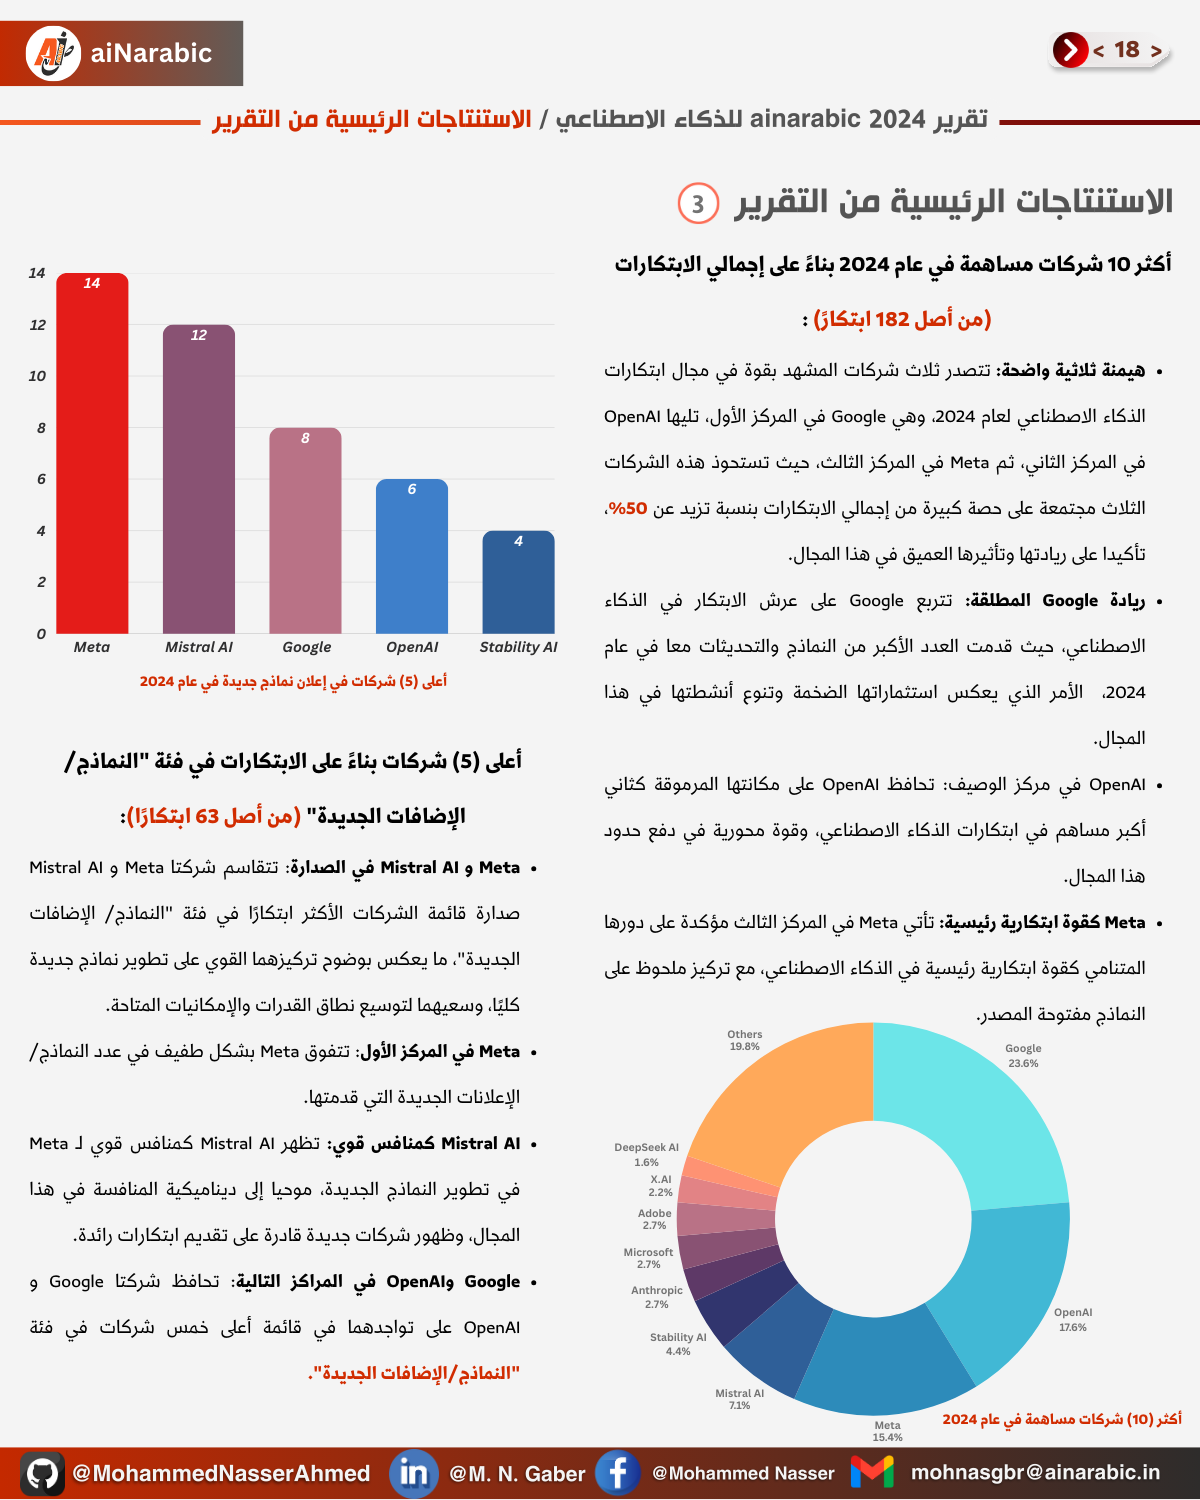 aiNarabic
< 18 >
تقرير ainarabic 2024 للذكاء الاصطناعي / الاستنتاجات الرئيسية من التقرير
الاستنتاجات الرئيسية من التقرير 3
أكثر 10 شركات مساهمة في عام 2024 بناءً على إجمالي الابتكارات
(من أصل 182 ابتكارً) :
• هيمنة ثلاثية واضحة: تتصدر ثلاث شركات المشهد بقوة في مجال ابتكارات
الذكاء الاصطناعي لعام 2024، وهي Google في المركز الأول، تليها OpenAI
في المركز الثاني، ثم Meta في المركز الثالث، حيث تستحوذ هذه الشركات
الثلاث مجتمعة على حصة كبيرة من إجمالي الابتكارات بنسبة تزيد عن 50%،
تأكيدا على ريادتها وتأثيرها العميق في هذا المجال.
• ريادة Google المطلقة: تتربع Google على عرش الابتكار في الذكاء
الاصطناعي، حيث قدمت العدد الأكبر من النماذج والتحديثات معا في عام
2024، الأمر الذي يعكس استثماراتها الضخمة وتنوع أنشطتها في هذا
المجال.
• OpenAI في مركز الوصيف: تحافظ OpenAI على مكانتها المرموقة كثاني
أكبر مساهم في ابتكارات الذكاء الاصطناعي، وقوة محورية في دفع حدود
هذا المجال.
• Meta كقوة ابتكارية رئيسية: تأتي Meta في المركز الثالث مؤكدة على دورها
المتنامي كقوة ابتكارية رئيسية في الذكاء الاصطناعي، مع تركيز ملحوظ على
النماذج مفتوحة المصدر.
Google
23.6%
OpenAI
17.6%
Meta
15.4%
Mistral AI
7.1%
Stability AI
4.4%
Anthropic
2.7%
Microsoft
2.7%
Adobe
2.7%
X.AI
2.2%
DeepSeek AI
1.6%
Others
19.8%
أكثر (10) شركات مساهمة في عام 2024
14
12
10
8
6
4
2
0
14
12
8
6
4
Meta
Mistral AI
Google
OpenAI
Stability AI
أعلى (5) شركات في إعلان نماذج جديدة في عام 2024
أعلى (5) شركات بناءً على الابتكارات في فئة "النماذج/
الإضافات الجديدة" (من أصل 63 ابتكارًا):
• Meta و Mistral AI في الصدارة: تتقاسم شركتا Meta و Mistral AI
صدارة قائمة الشركات الأكثر ابتكارًا في فئة "النماذج/ الإضافات
الجديدة"، ما يعكس بوضوح تركيزهما القوي على تطوير نماذج جديدة
كليًا، وسعيهما لتوسيع نطاق القدرات والإمكانيات المتاحة.
• Meta في المركز الأول: تتفوق Meta بشكل طفيف في عدد النماذج/
الإعلانات الجديدة التي قدمتها.
• Mistral AI كمنافس قوي: تظهر Mistral AI كمنافس قوي لـ Meta
في تطوير النماذج الجديدة، موحيا إلى ديناميكية المنافسة في هذا
المجال، وظهور شركات جديدة قادرة على تقديم ابتكارات رائدة.
• Google وOpenAI في المراكز التالية: تحافظ شركتا Google و
OpenAI على تواجدهما في قائمة أعلى خمس شركات في فئة
"النماذج/الإضافات الجديدة".
@MohammedNasserAhmed
@M. N. Gaber
@Mohammed Nasser
mohnasgbr@ainarabic.in